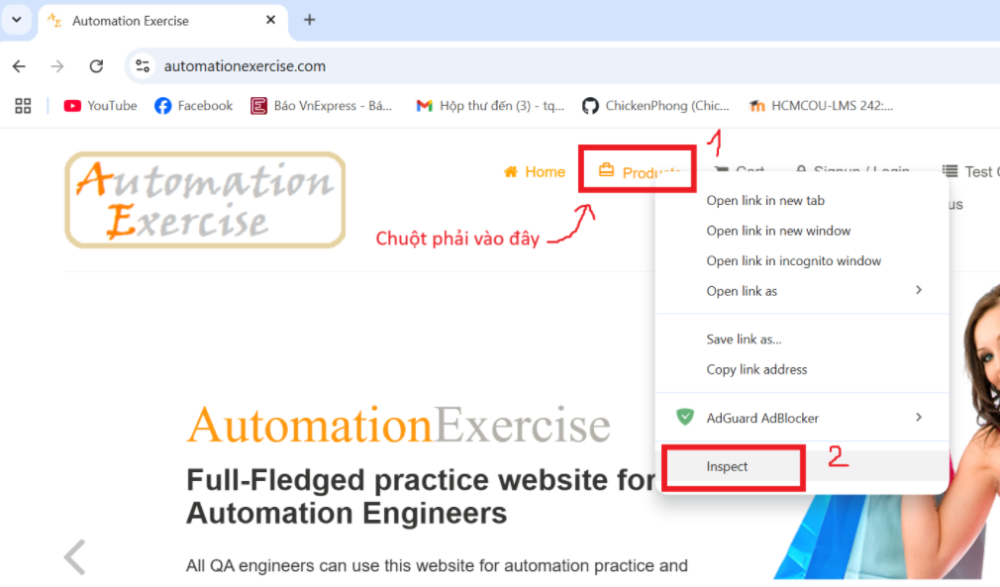 Automation Exercise
automationexercise.com
YouTube Facebook Báo VnExpress - Bá... Hộp thư đến (3) - tq... ChickenPhong (Chic... HCMCOU-LMS 242:...
1
Automation
Exercise
Home Products Cart Signup / Login Test
us
Chuột phải vào đây
Open link in new tab
Open link in new window
Open link in incognito window
Open link as
Save link as...
Copy link address
AdGuard AdBlocker
Inspect
2
AutomationExercise
Full-Fledged practice website for
Automation Engineers
All QA engineers can use this website for automation practice and